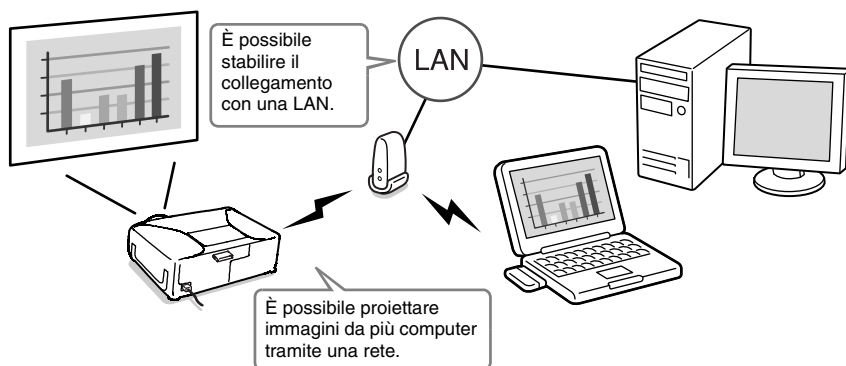 È possibile
stabilire il
collegamento
con una LAN.
LAN
È possibile proiettare
immagini da più computer
tramite una rete.